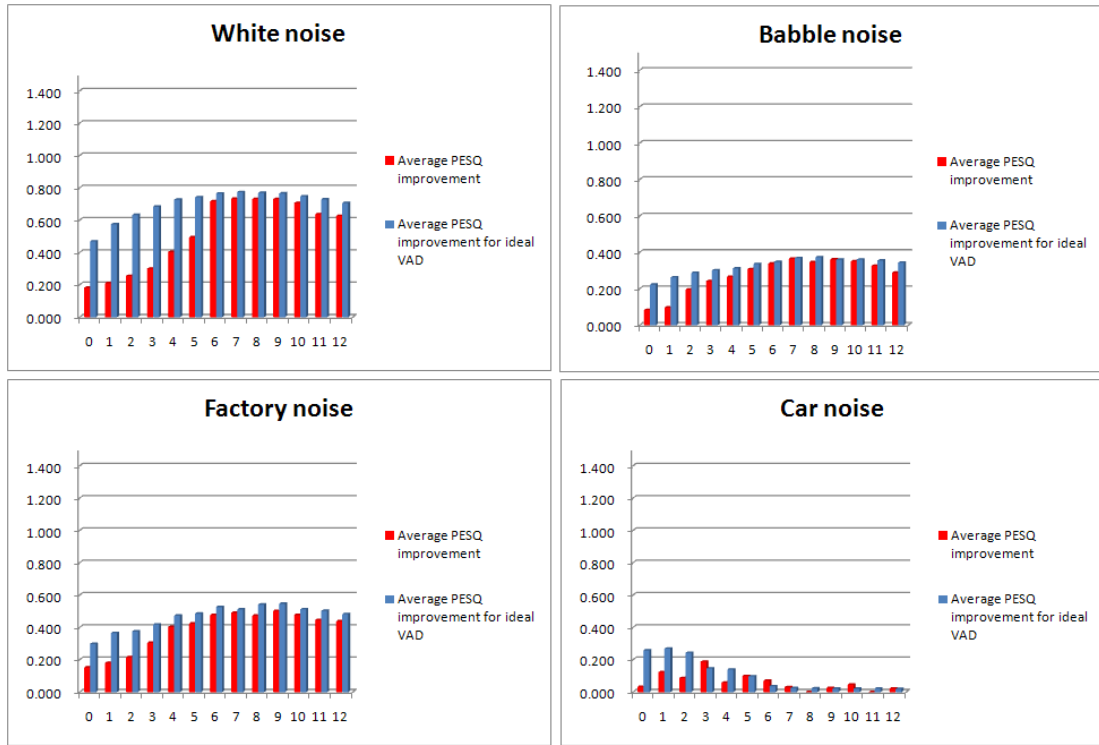 White noise
1.400
1.200
1.000
0.800
0.600
0.400
0.200
0.000
0 1 2 3 4 5 6 7 8 9 10 11 12
Average PESQ
improvement
Average PESQ
improvement for ideal
VAD
Babble noise
1.400
1.200
1.000
0.800
0.600
0.400
0.200
0.000
0 1 2 3 4 5 6 7 8 9 10 11 12
Average PESQ
improvement
Average PESQ
improvement for ideal
VAD
Factory noise
1.400
1.200
1.000
0.800
0.600
0.400
0.200
0.000
0 1 2 3 4 5 6 7 8 9 10 11 12
Average PESQ
improvement
Average PESQ
improvement for ideal
VAD
Car noise
1.400
1.200
1.000
0.800
0.600
0.400
0.200
0.000
0 1 2 3 4 5 6 7 8 9 10 11 12
Average PESQ
improvement
Average PESQ
improvement for ideal
VAD